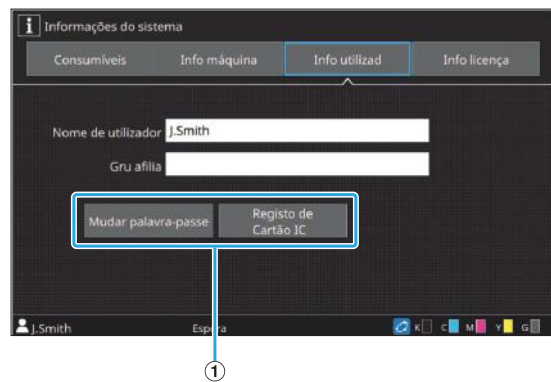 i Informações do sistema
Consumíveis Info máquina Info utilizad Info licença
Nome de utilizador J.Smith
Gru afilia
Mudar palavra-passe Registo de
Cartão IC
J.Smith Espera K C M Y G
1